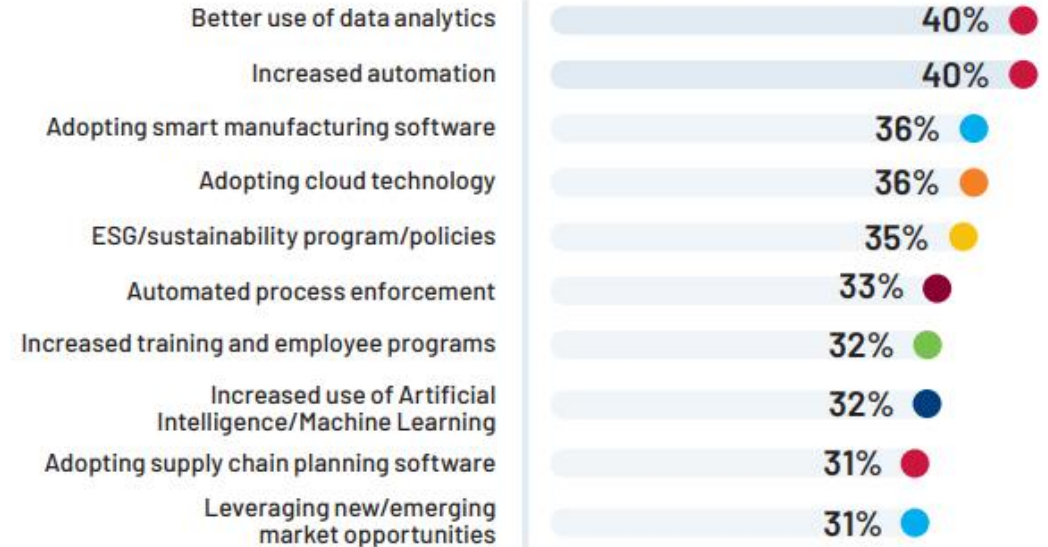 Better use of data analytics 40%
Increased automation 40%
Adopting smart manufacturing software 36%
Adopting cloud technology 36%
ESG/sustainability program/policies 35%
Automated process enforcement 33%
Increased training and employee programs 32%
Increased use of Artificial
Intelligence/Machine Learning 32%
Adopting supply chain planning software 31%
Leveraging new/emerging
market opportunities 31%